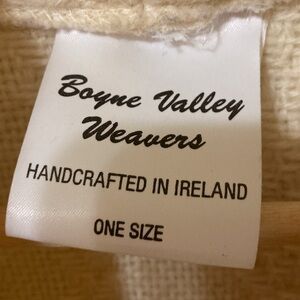 Boyne Valley
Weavers
HANDCRAFTED IN IRELAND
ONE SIZE